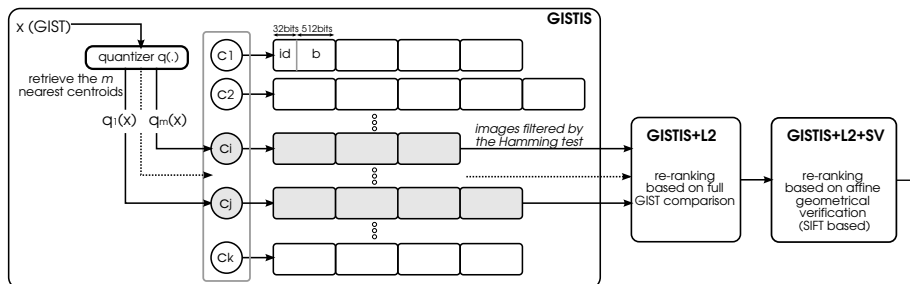 GISTIS
x (GIST)
32bits 512bits
quantizer q(.)
C1
id
b
retrieve the m
nearest centroids
C2
q1(x)
qm(x)
images filtered by
the Hamming test
Ci
Cj
Ck
GISTIS+L2
re-ranking
based on full
GIST comparison
GISTIS+L2+SV
re-ranking
based on affine
geometrical
verification
(SIFT based)